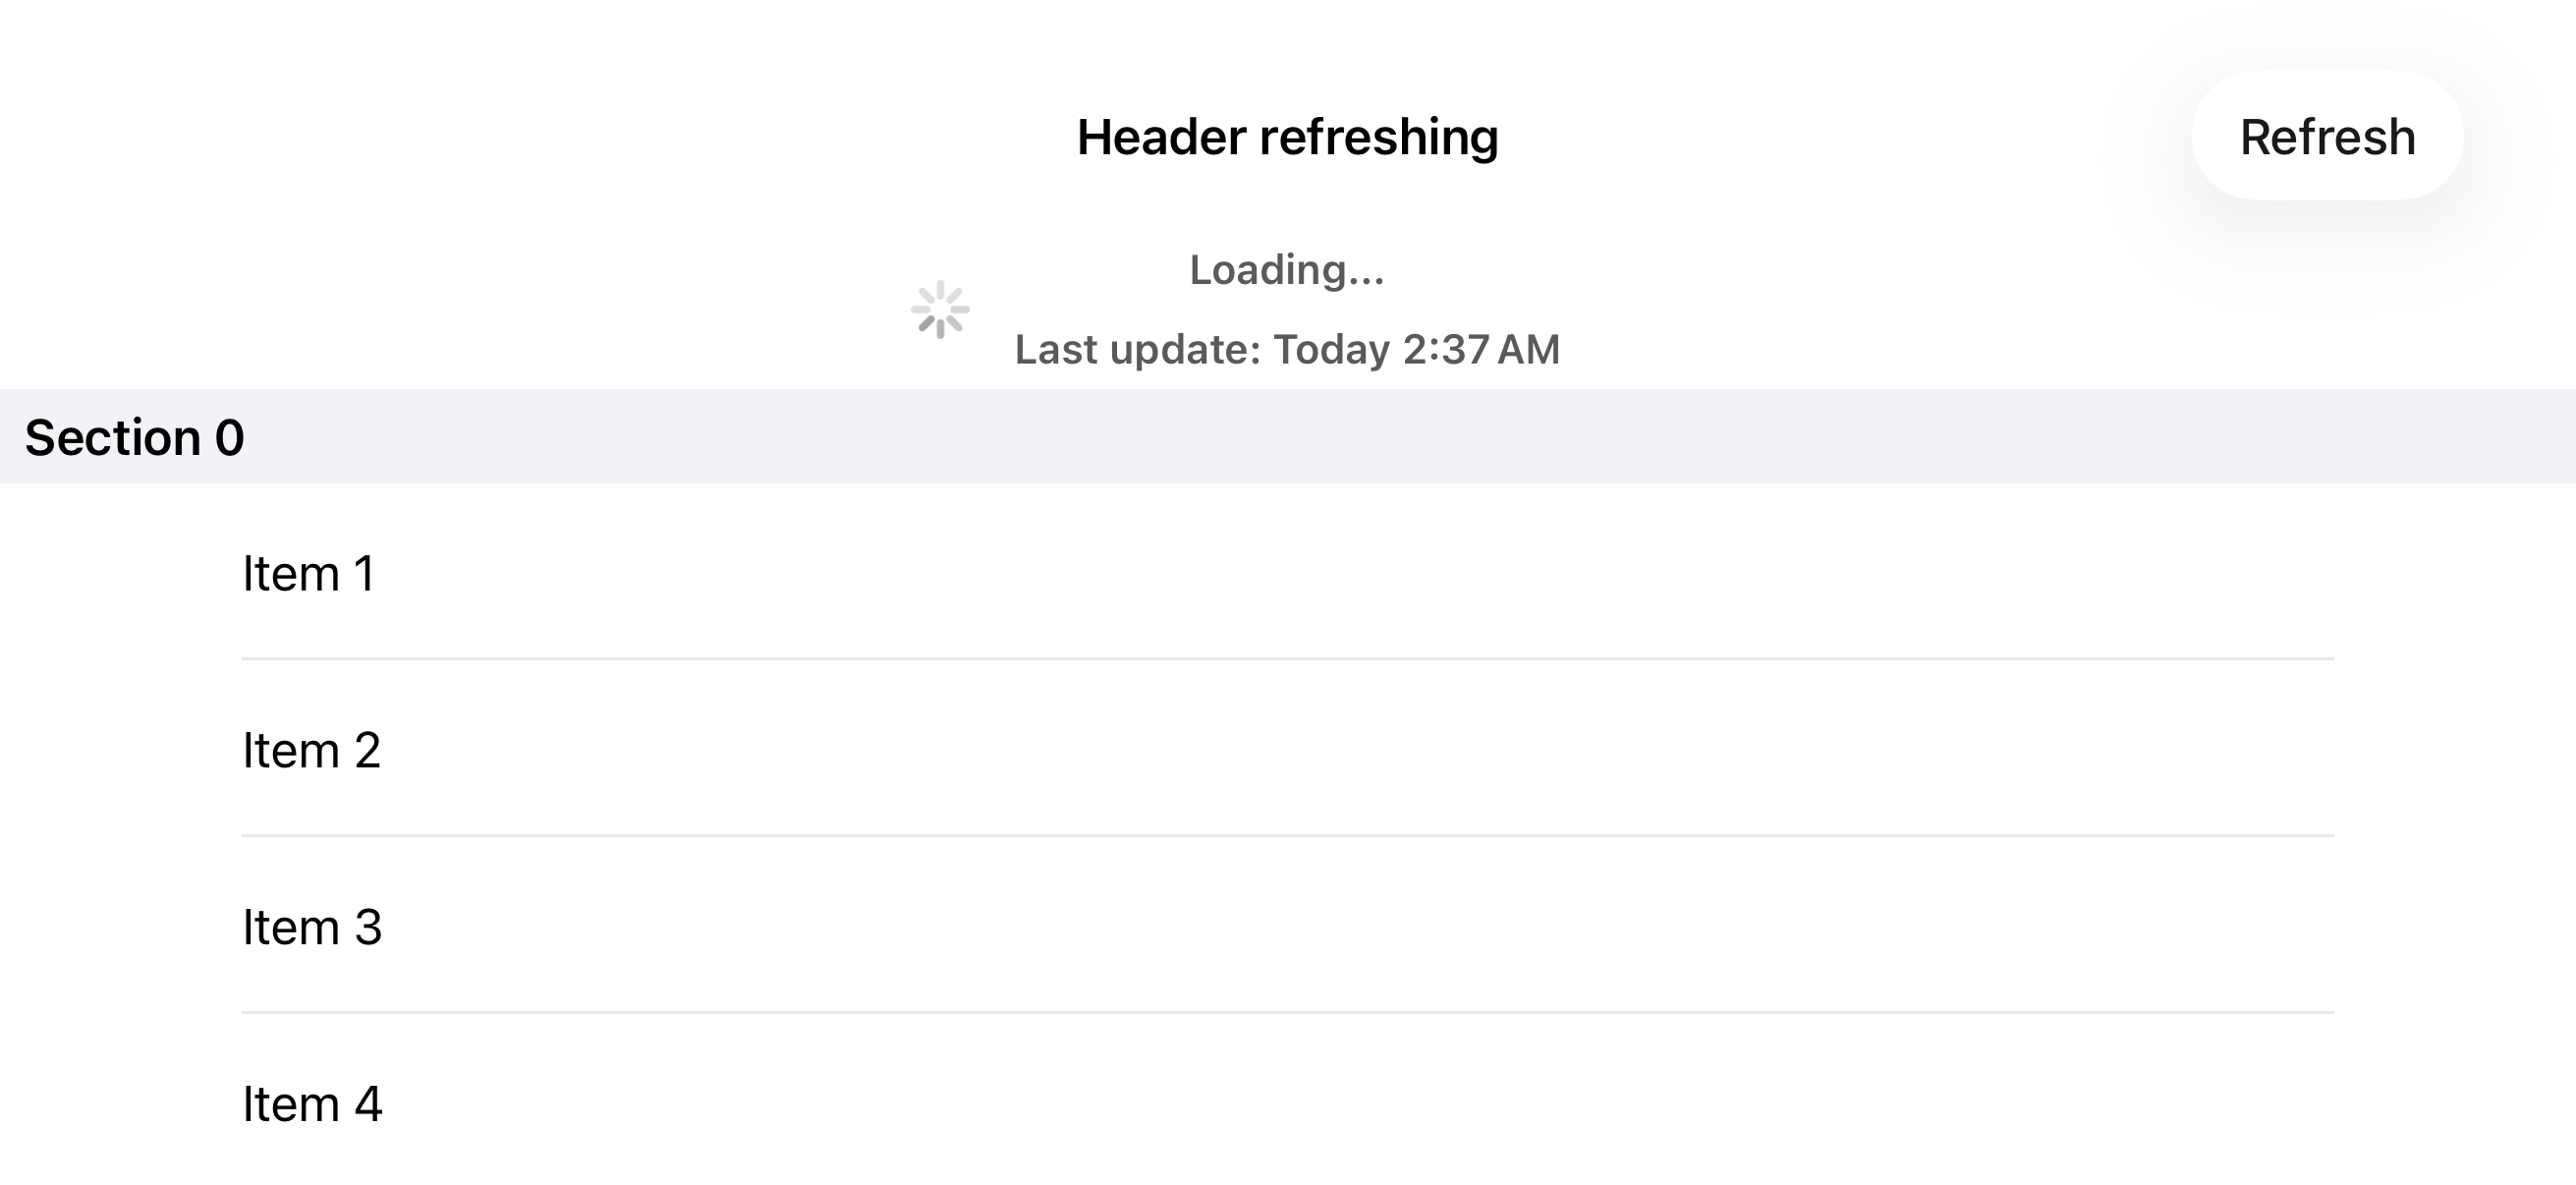 Header refreshing
Refresh
Loading...
Last update: Today 2:37 AM
Section 0
Item 1
Item 2
Item 3
Item 4